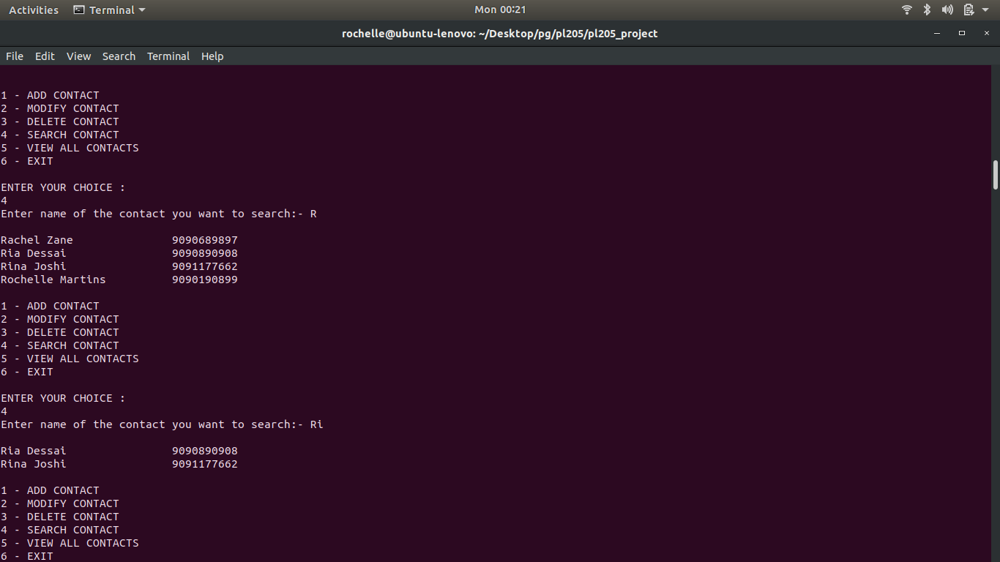 Activities Terminal Mon 00:21
rochelle@ubuntu-lenovo: ~/Desktop/pg/pl205/pl205_project
File Edit View Search Terminal Help
1 - ADD CONTACT
2 - MODIFY CONTACT
3 - DELETE CONTACT
4 - SEARCH CONTACT
5 - VIEW ALL CONTACTS
6 - EXIT
ENTER YOUR CHOICE :
4
Enter name of the contact you want to search:- R
Rachel Zane 9090689897
Ria Dessai 9090890908
Rina Joshi 9091177662
Rochelle Martins 9090190899
1 - ADD CONTACT
2 - MODIFY CONTACT
3 - DELETE CONTACT
4 - SEARCH CONTACT
5 - VIEW ALL CONTACTS
6 - EXIT
ENTER YOUR CHOICE :
4
Enter name of the contact you want to search:- Ri
Ria Dessai 9090890908
Rina Joshi 9091177662
1 - ADD CONTACT
2 - MODIFY CONTACT
3 - DELETE CONTACT
4 - SEARCH CONTACT
5 - VIEW ALL CONTACTS
6 - EXIT